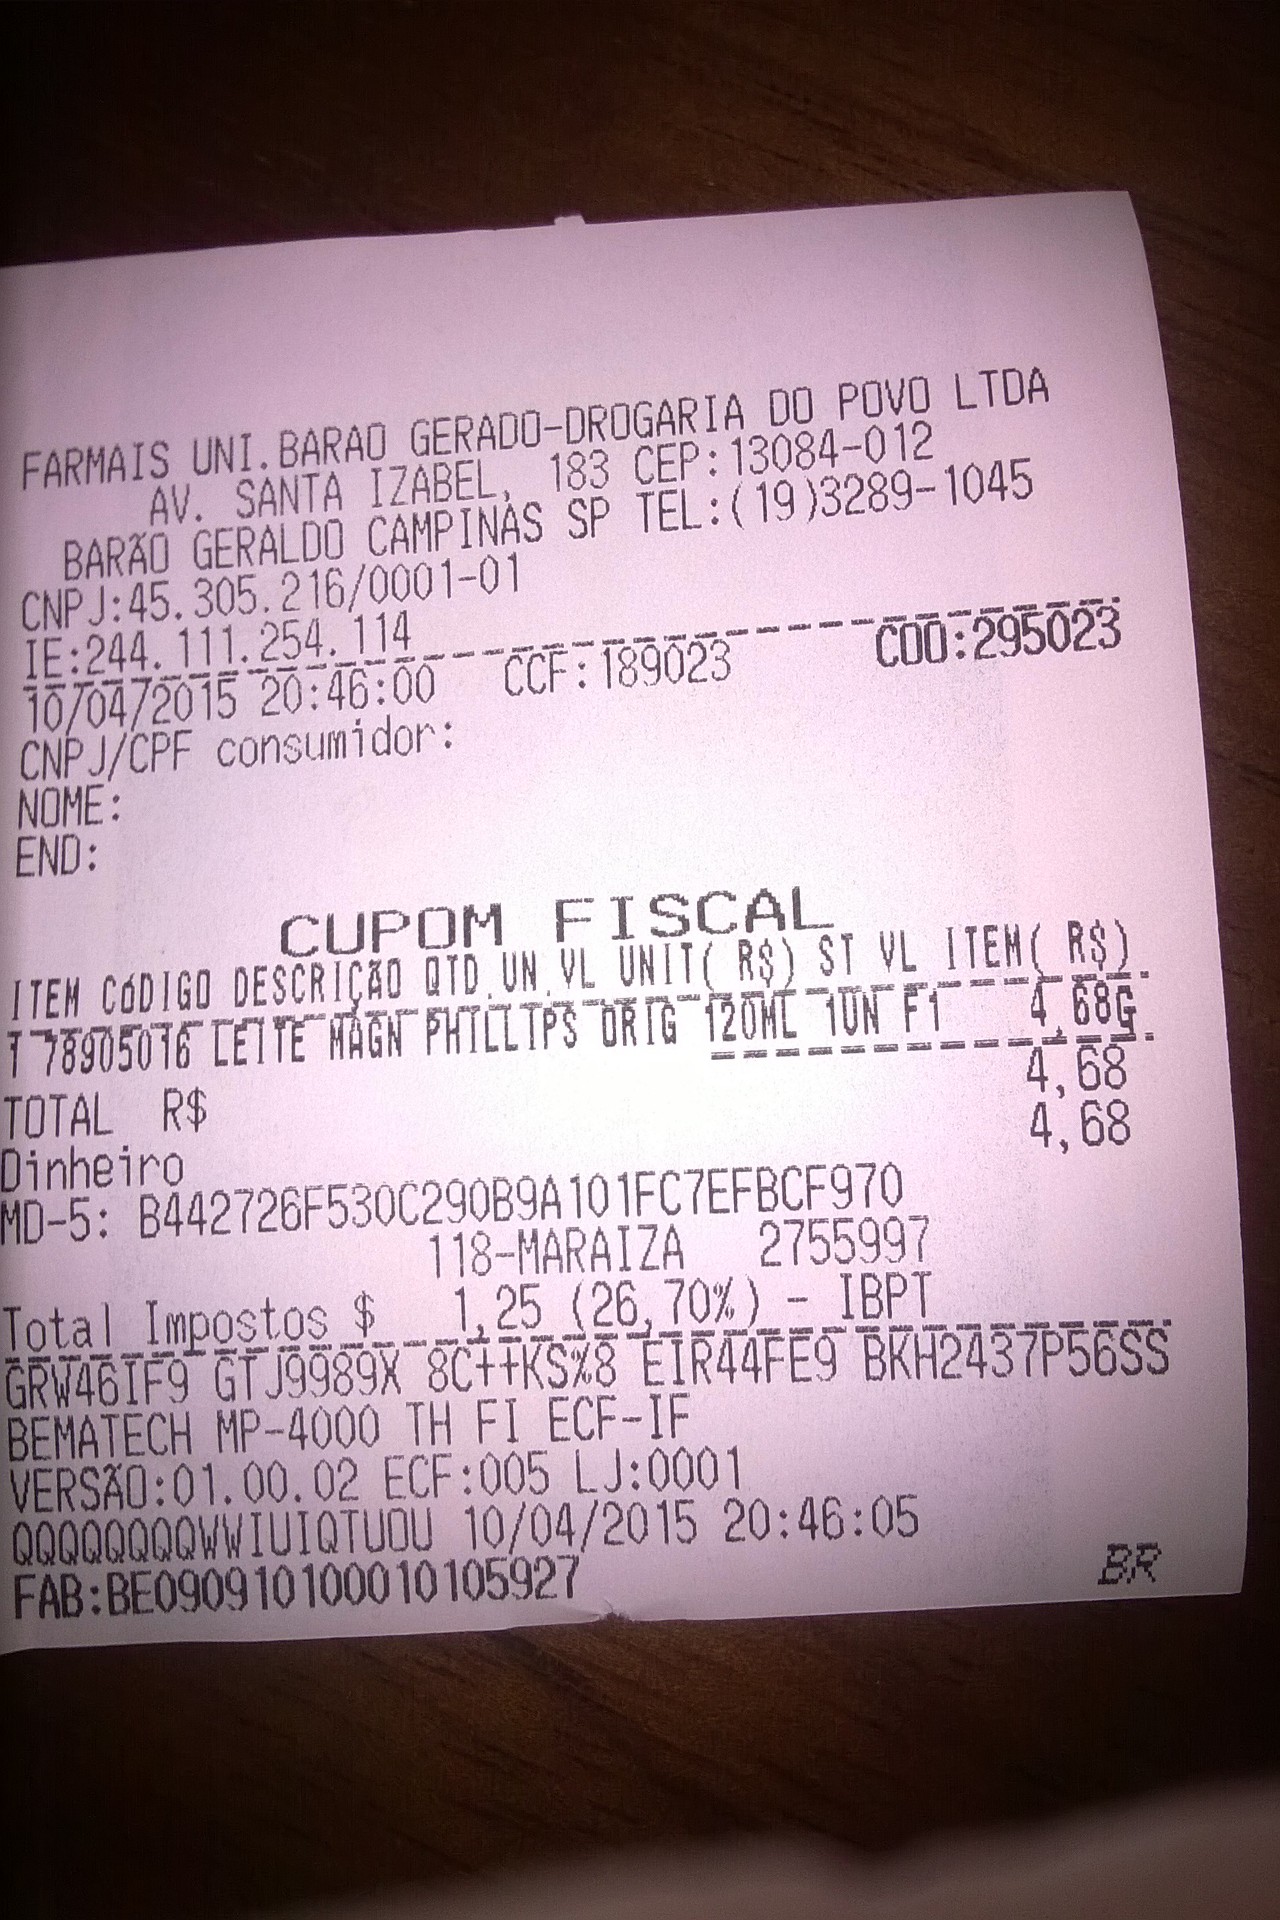 FARMAIS UNI.BARAO GERADO-DROGARIA DO POVO LTDA
AV. SANTA IZABEL, 183 CEP:13084-012
BARÃO GERALDO CAMPINAS SP TEL:(19)3289-1045
CNPJ:45.305.216/0001-01
IE:244.111.254.114
10/04/2015 20:46:00 CCF:189023 COO:295023
CNPJ/CPF consumidor:
NOME:
END:
CUPOM FISCAL
ITEM CÓDIGO DESCRIÇÃO QTD.UN.VL UNIT( R$) ST VL ITEM( R$)
1 78905016 LEITE MAGN PHILLIPS ORIG 120ML 1UN F1 4,68G
TOTAL R$ 4,68
Dinheiro 4,68
MD-5: B442726F530C290B9A101FC7EFBCF970
118-MARAIZA 2755997
Total Impostos $ 1,25 (26,70%) - IBPT
GRW46IF9 GTJ9989X 8C++KS%8 EIR44FE9 BKH2437P56SS
BEMATECH MP-4000 TH FI ECF-IF
VERSÃO:01.00.02 ECF:005 LJ:0001
QQQQQQQQWWIUIQTUOU 10/04/2015 20:46:05
FAB:BE090910100010105927 BR